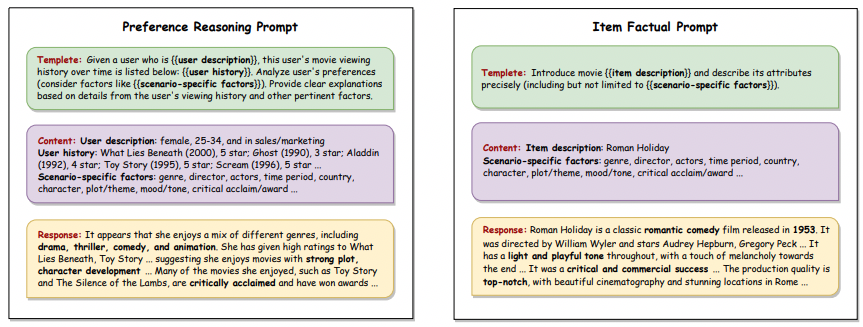 Preference Reasoning Prompt
Templete: Given a user who is {{user description}}, this user's movie viewing
history over time is listed below: {{user history}}. Analyze user's preferences
(consider factors like {{scenario-specific factors}}). Provide clear explanations
based on details from the user's viewing history and other pertinent factors.
Content: User description: female, 25-34, and in sales/marketing
User history: What Lies Beneath (2000), 5 star; Ghost (1990), 3 star; Aladdin
(1992), 4 star; Toy Story (1995), 5 star; Scream (1996), 5 star ...
Scenario-specific factors: genre, director, actors, time period, country,
character, plot/theme, mood/tone, critical acclaim/award ...
Response: It appears that she enjoys a mix of different genres, including
drama, thriller, comedy, and animation. She has given high ratings to What
Lies Beneath, Toy Story ... suggesting she enjoys movies with strong plot,
character development ... Many of the movies she enjoyed, such as Toy Story
and The Silence of the Lambs, are critically acclaimed and have won awards ...
Item Factual Prompt
Templete: Introduce movie {{item description}} and describe its attributes
precisely (including but not limited to {{scenario-specific factors}}).
Content: Item description: Roman Holiday
Scenario-specific factors: genre, director, actors, time period, country,
character, plot/theme, mood/tone, critical acclaim/award ...
Response: Roman Holiday is a classic romantic comedy film released in 1953. It
was directed by William Wyler and stars Audrey Hepburn, Gregory Peck ... It
has a light and playful tone throughout, with a touch of melancholy towards
the end ... It was a critical and commercial success ... The production quality is
top-notch, with beautiful cinematography and stunning locations in Rome ...